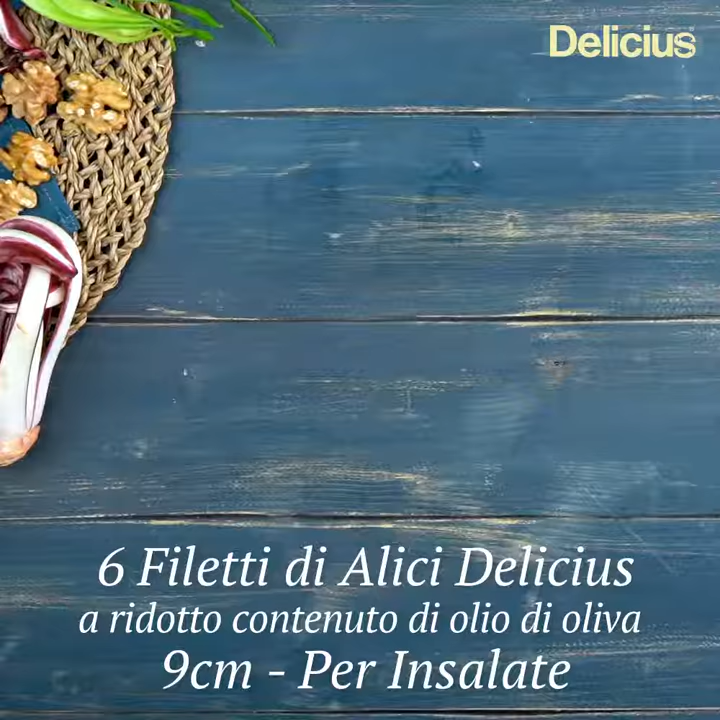 Delicius
6 Filetti di Alici Delicius
a ridotto contenuto di olio di oliva
9cm - Per Insalate